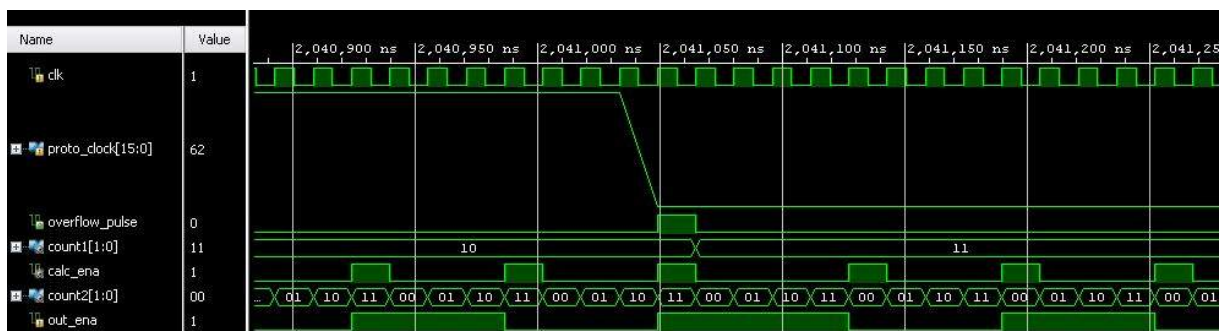 Name Value
2,040,900 ns 2,040,950 ns 2,041,000 ns 2,041,050 ns 2,041,100 ns 2,041,150 ns 2,041,200 ns 2,041,25
clk 1
proto_clock[15:0] 62
overflow_pulse 0
count1[1:0] 11 10 11
calc_ena 1
count2[1:0] 00 ... 01 10 11 00 01 10 11 00 01 10 11 00 01 10 11 00 01 10 11 00 01 10 11 00 01
out_ena 1